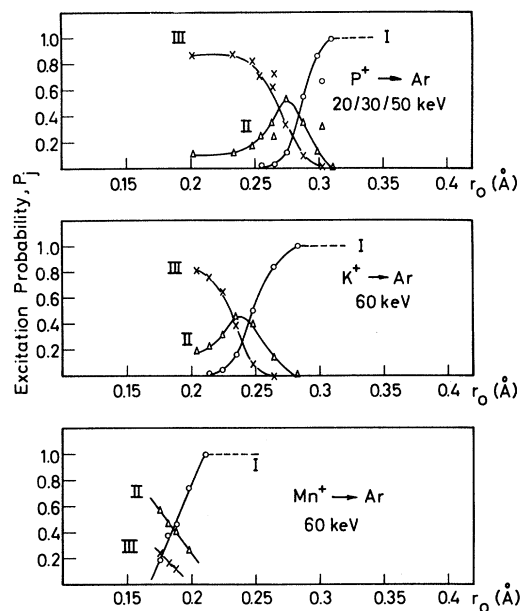 Excitation Probability, Pj
III
I
1.0
0.8
0.6
0.4
0.2
II
P+ → Ar
20/30/50 keV
0.15 0.2 0.25 0.3 0.35 0.4 ro (Å)
I
1.0
0.8
0.6
0.4
0.2
III
II
K+ → Ar
60 keV
0.15 0.2 0.25 0.3 0.35 0.4 ro (Å)
1.0
0.8
0.6
0.4
0.2
I
II
III
Mn+ → Ar
60 keV
0.15 0.2 0.25 0.3 0.35 0.4 ro (Å)